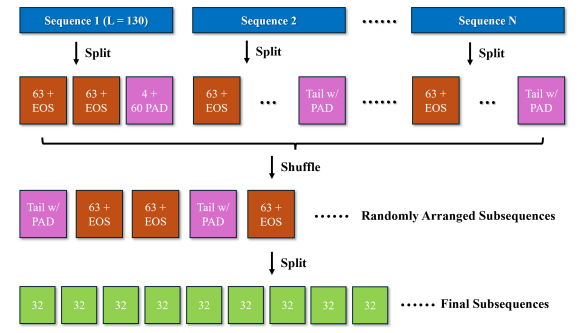 Sequence 1 (L = 130) Sequence 2 ...... Sequence N
Split Split Split
63 + EOS 63 + EOS 4 + 60 PAD 63 + EOS ... Tail w/ PAD ...... 63 + EOS ... Tail w/ PAD
Shuffle
Tail w/ PAD 63 + EOS 63 + EOS Tail w/ PAD 63 + EOS ...... Randomly Arranged Subsequences
Split
32 32 32 32 32 32 32 32 32 ...... Final Subsequences